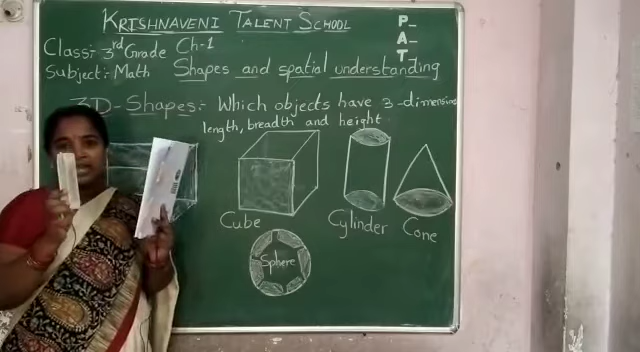 KRISHNAVENI TALENT SCHOOL
P-
A-
T-
Class:- 3rd Grade Ch-1
Subject:- Math Shapes and spatial understanding
3D-Shapes:- Which objects have 3-dimension
length, breadth and height
Cube
Cylinder
Cone
Sphere